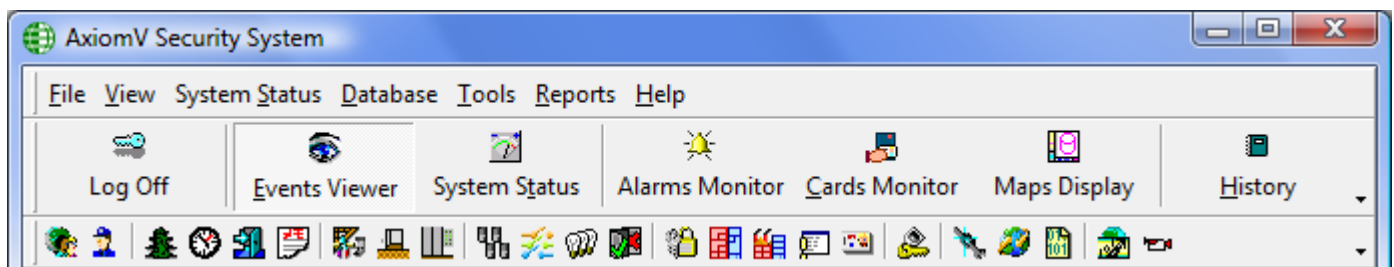 AxiomV Security System
File View System Status Database Tools Reports Help
Log Off Events Viewer System Status Alarms Monitor Cards Monitor Maps Display History